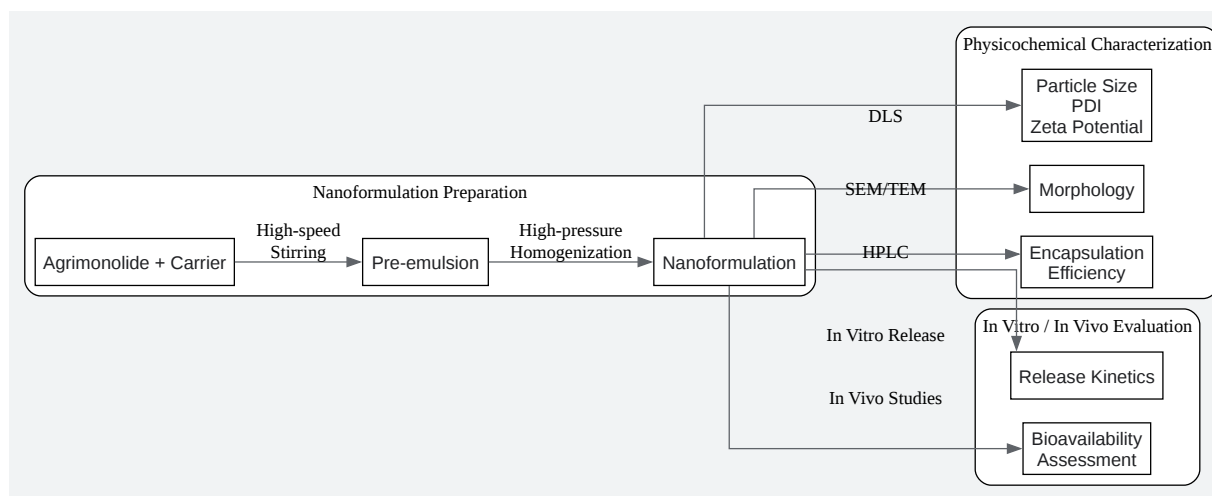 Physicochemical Characterization
Particle Size
PDI
Zeta Potential
DLS
SEM/TEM
Morphology
Nanoformulation Preparation
High-speed
Stirring
High-pressure
Homogenization
HPLC
Agrimonolide + Carrier
Pre-emulsion
Nanoformulation
Encapsulation
Efficiency
In Vitro / In Vivo Evaluation
In Vitro Release
Release Kinetics
In Vivo Studies
Bioavailability
Assessment